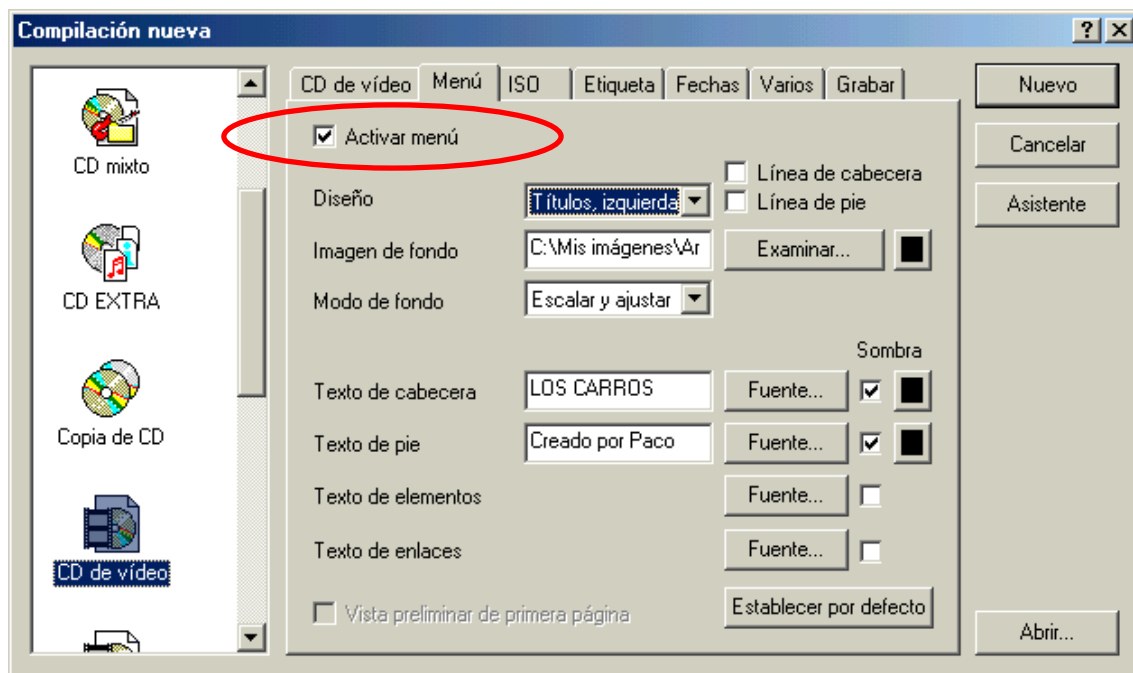 Compilación nueva
CD mixto
CD EXTRA
Copia de CD
CD de vídeo
CD de vídeo Menú ISO Etiqueta Fechas Varios Grabar
Activar menú
Línea de cabecera
Diseño Títulos, izquierda Línea de pie
Imagen de fondo C:\Mis imágenes\Ar Examinar...
Modo de fondo Escalar y ajustar
Sombra
Texto de cabecera LOS CARROS Fuente...
Texto de pie Creado por Paco Fuente...
Texto de elementos Fuente...
Texto de enlaces Fuente...
Vista preliminar de primera página Establecer por defecto
Nuevo
Cancelar
Asistente
Abrir...